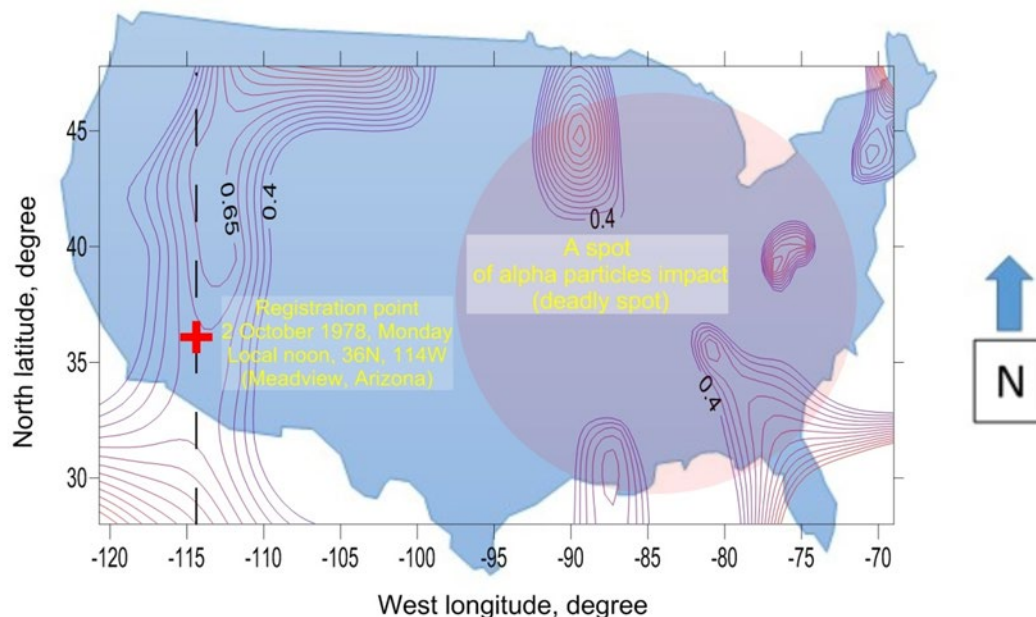 45
40
35
30
North latitude, degree
0.65
0.4
0.4
0.4
A spot
of alpha particles impact
(deadly spot)
Registration point
2 October 1978, Monday
Local noon, 36N, 114W
(Meadview, Arizona)
N
-120
-115
-110
-105
-100
-95
-90
-85
-80
-75
-70
West longitude, degree